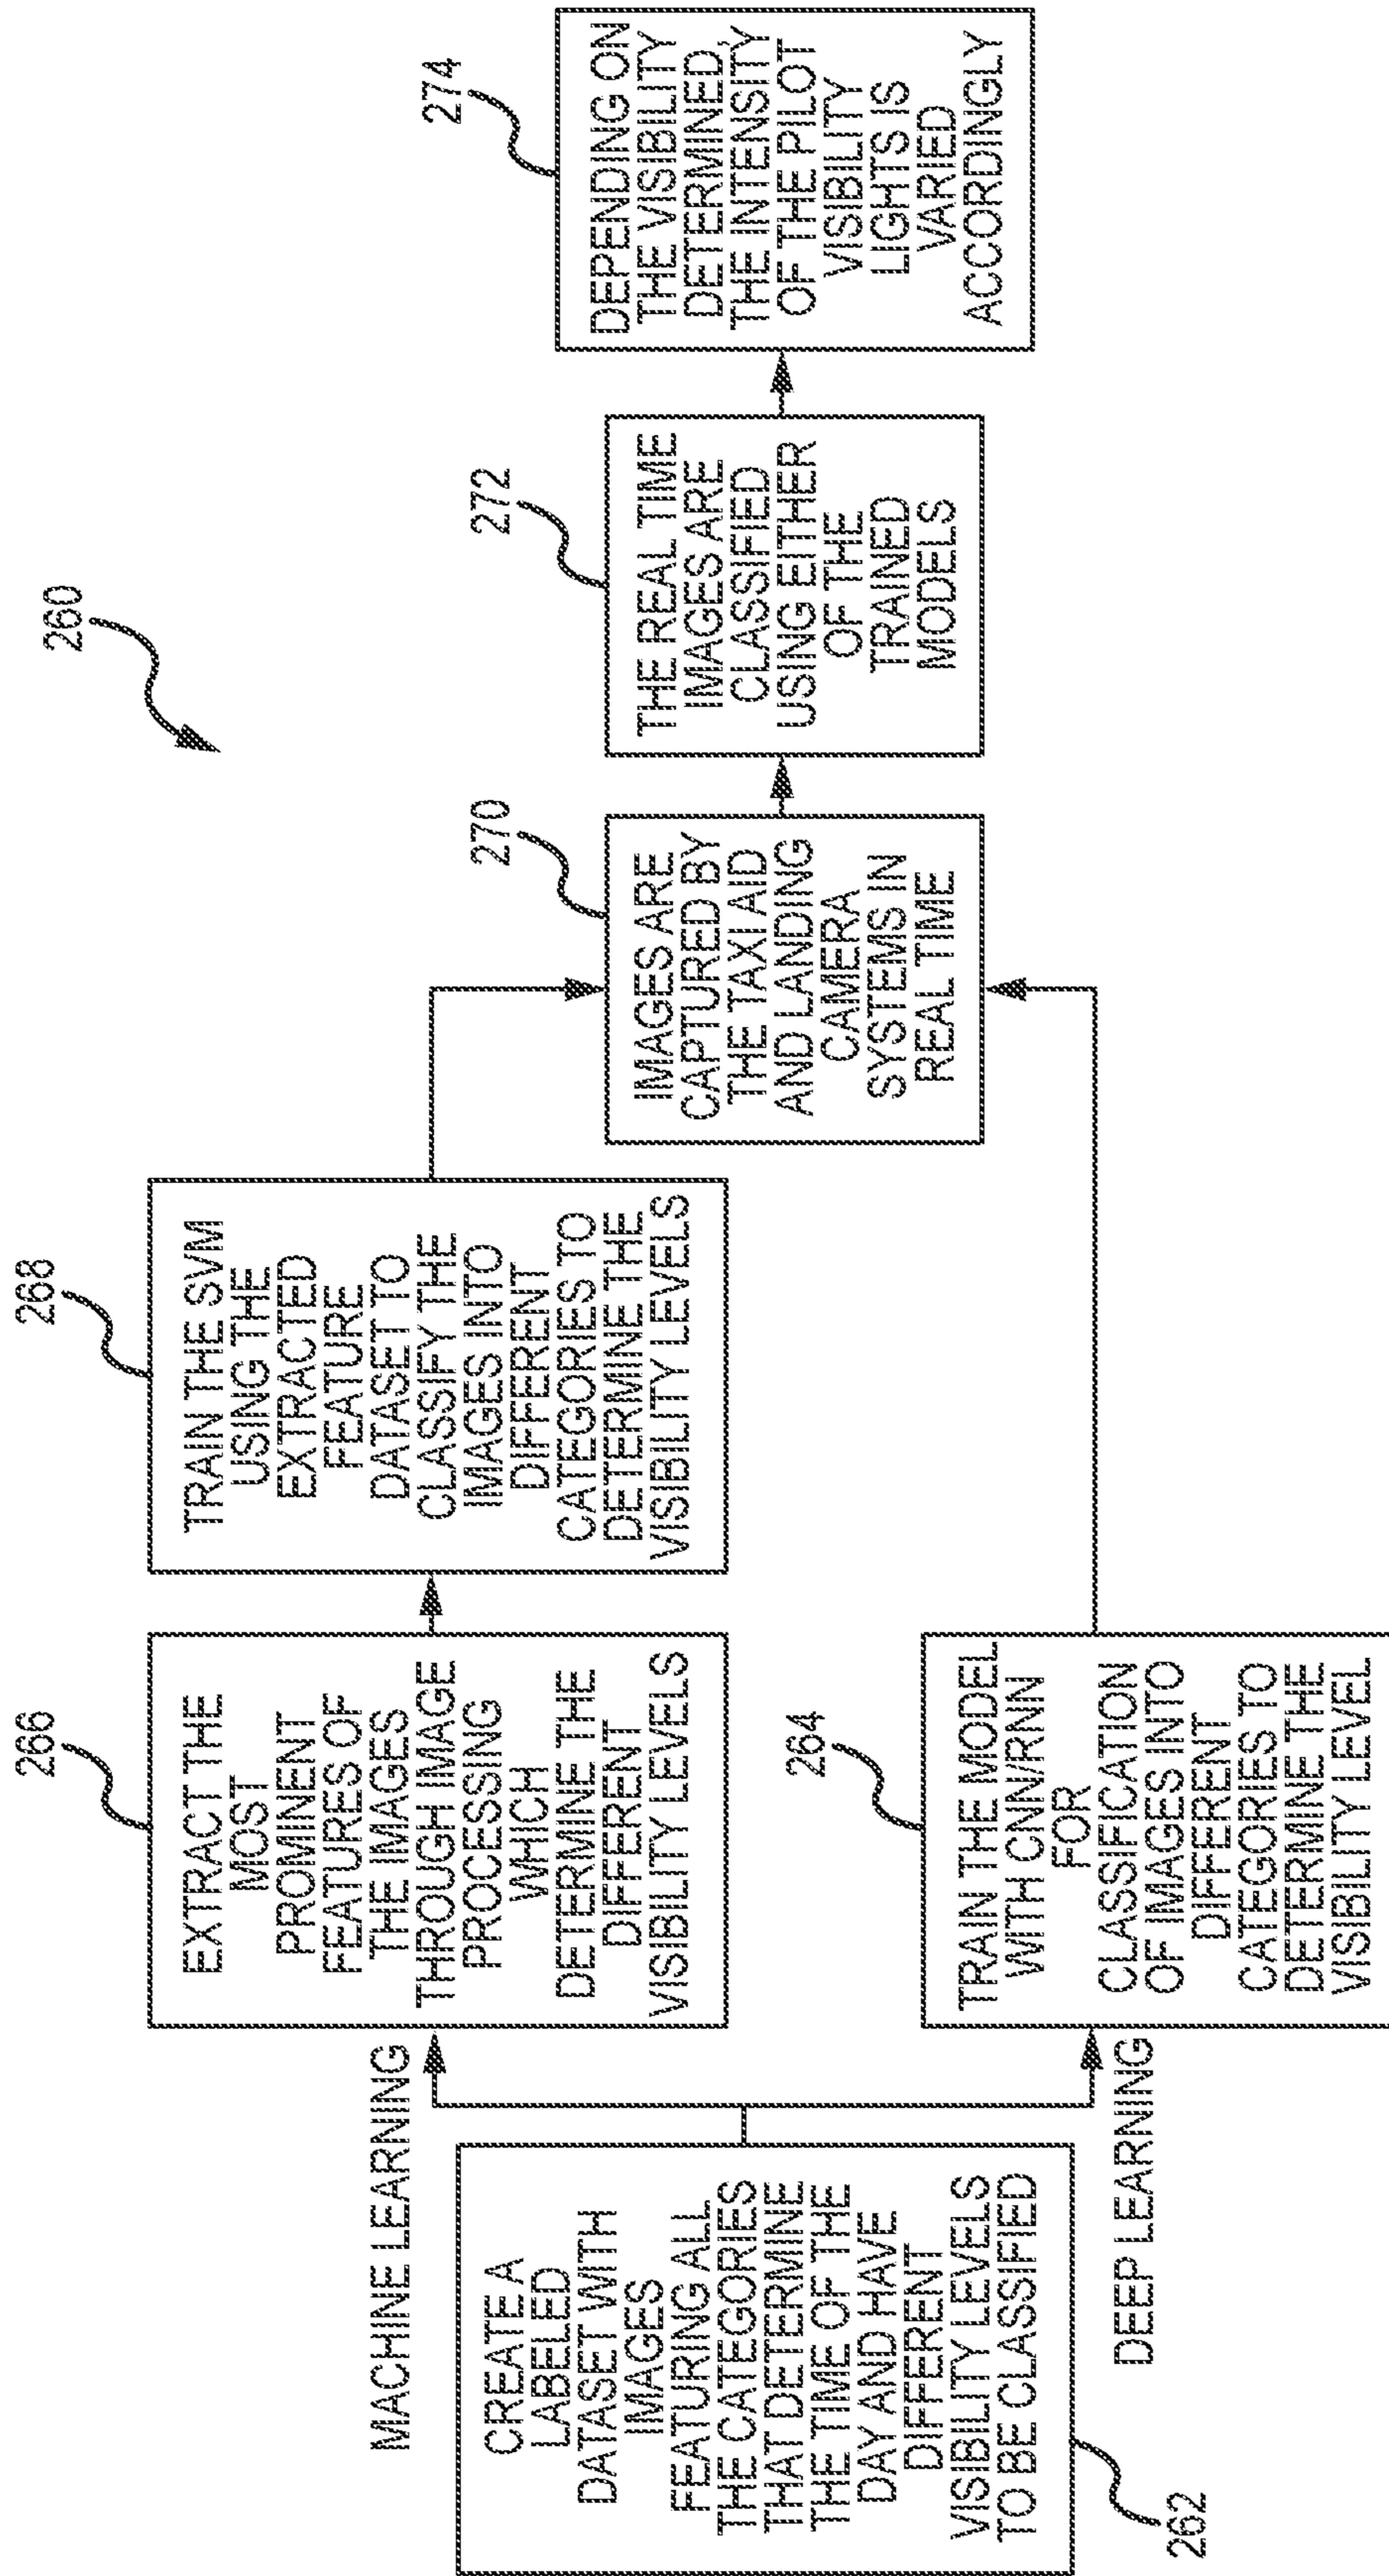 260
262
CREATE A
LABELED
DATASET WITH
IMAGES
FEATURING ALL
THE CATEGORIES
THAT DETERMINE
THE TIME OF THE
DAY AND HAVE
DIFFERENT
VISIBILITY LEVELS
TO BE CLASSIFIED
MACHINE LEARNING
266
EXTRACT THE
MOST
PROMINENT
FEATURES OF
THE IMAGES
THROUGH IMAGE
PROCESSING
WHICH
DETERMINE THE
DIFFERENT
VISIBILITY LEVELS
268
TRAIN THE SVM
USING THE
EXTRACTED
FEATURE
DATASET TO
CLASSIFY THE
IMAGES INTO
DIFFERENT
CATEGORIES TO
DETERMINE THE
VISIBILITY LEVELS
DEEP LEARNING
264
TRAIN THE MODEL
WITH CNN/RNN
FOR
CLASSIFICATION
OF IMAGES INTO
DIFFERENT
CATEGORIES TO
DETERMINE THE
VISIBILITY LEVEL
270
IMAGES ARE
CAPTURED BY
THE TAXI AID
AND LANDING
CAMERA
SYSTEMS IN
REAL TIME
272
THE REAL TIME
IMAGES ARE
CLASSIFIED
USING EITHER
OF THE
TRAINED
MODELS
274
DEPENDING ON
THE VISIBILITY
DETERMINED,
THE INTENSITY
OF THE PILOT
VISIBILITY
LIGHTS IS
VARIED
ACCORDINGLY